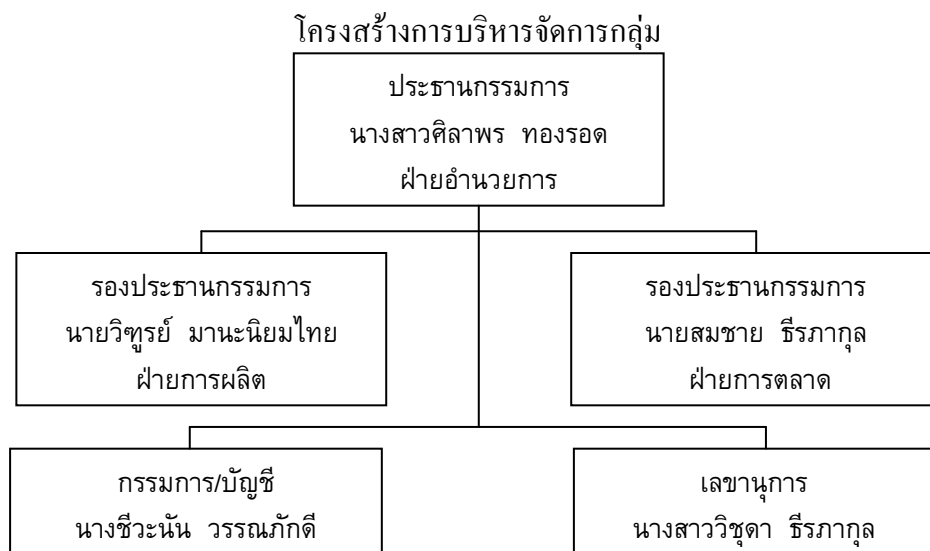 โครงสร้างการบริหารจัดการกลุ่ม
ประธานกรรมการ
นางสาวศิลาพร ทองรอด
ฝ่ายอำนวยการ
รองประธานกรรมการ
นายวิฑูรย์ มานะนิยมไทย
ฝ่ายการผลิต
รองประธานกรรมการ
นายสมชาย ธีรภากุล
ฝ่ายการตลาด
กรรมการ/บัญชี
นางชีวะนัน วรรณภักดี
เลขานุการ
นางสาววิชุดา ธีรภากุล